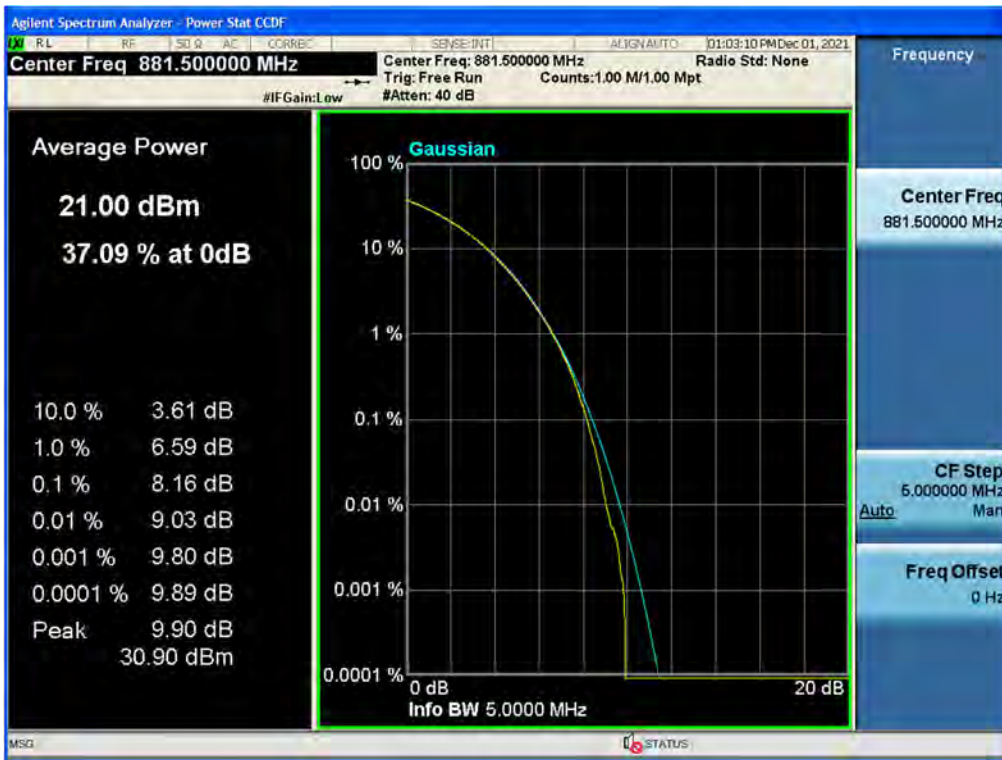 Agilent Spectrum Analyzer - Power Stat CCDF
LXI RL RF 50 Ω AC CORREC SENSE:INT ALIGN AUTO 01:03:10 PM Dec 01, 2021
Center Freq 881.500000 MHz
Center Freq: 881.500000 MHz Radio Std: None
Trig: Free Run Counts:1.00 M/1.00 Mpt
#IFGain:Low #Atten: 40 dB
Frequency
Average Power
21.00 dBm
37.09 % at 0dB
10.0 % 3.61 dB
1.0 % 6.59 dB
0.1 % 8.16 dB
0.01 % 9.03 dB
0.001 % 9.80 dB
0.0001 % 9.89 dB
Peak 9.90 dB
30.90 dBm
Gaussian
100 %
10 %
1 %
0.1 %
0.01 %
0.001 %
0.0001 %
0 dB 20 dB
Info BW 5.0000 MHz
Center Freq
881.500000 MHz
CF Step
5.000000 MHz
Auto Man
Freq Offset
0 Hz
MSG STATUS